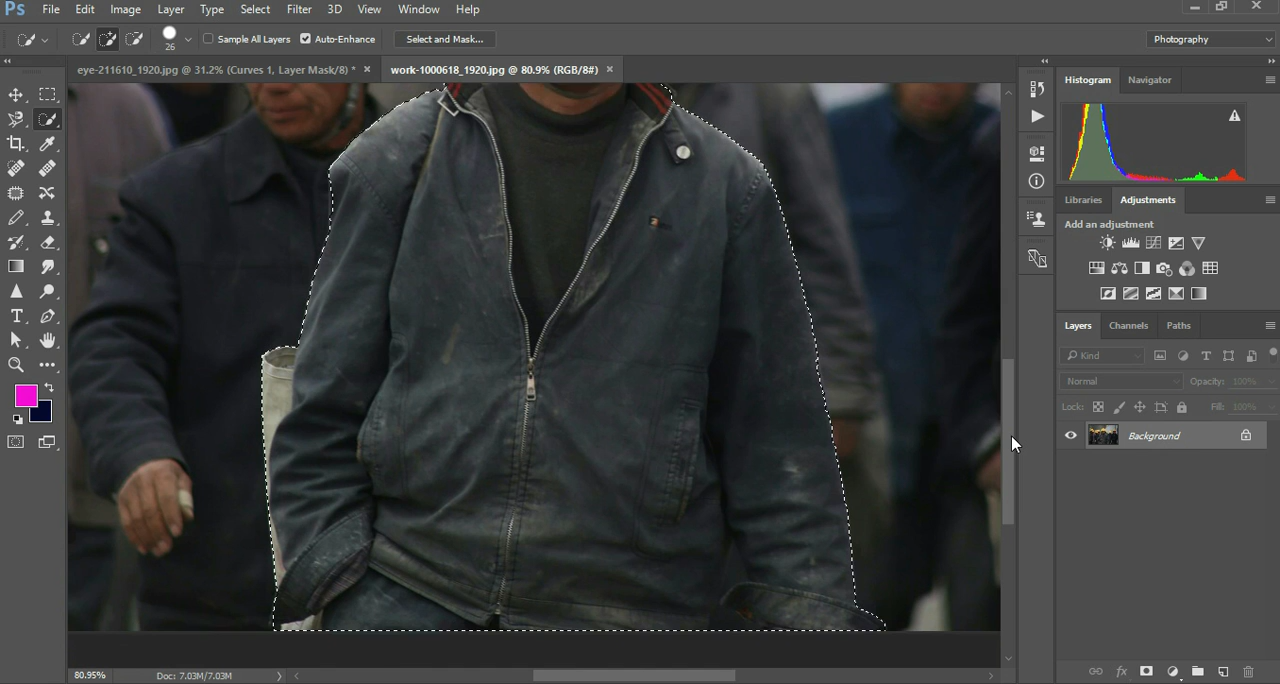 Ps File Edit Image Layer Type Select Filter 3D View Window Help
26 Sample All Layers Auto-Enhance Select and Mask... Photography
eye-211610_1920.jpg @ 31.2% (Curves 1, Layer Mask/8) * × work-1000618_1920.jpg @ 80.9% (RGB/8#) ×
Histogram Navigator
Libraries Adjustments
Add an adjustment
Layers Channels Paths
Kind
Normal Opacity: 100%
Lock: Fill: 100%
Background
80.95% Doc: 7.03M/7.03M